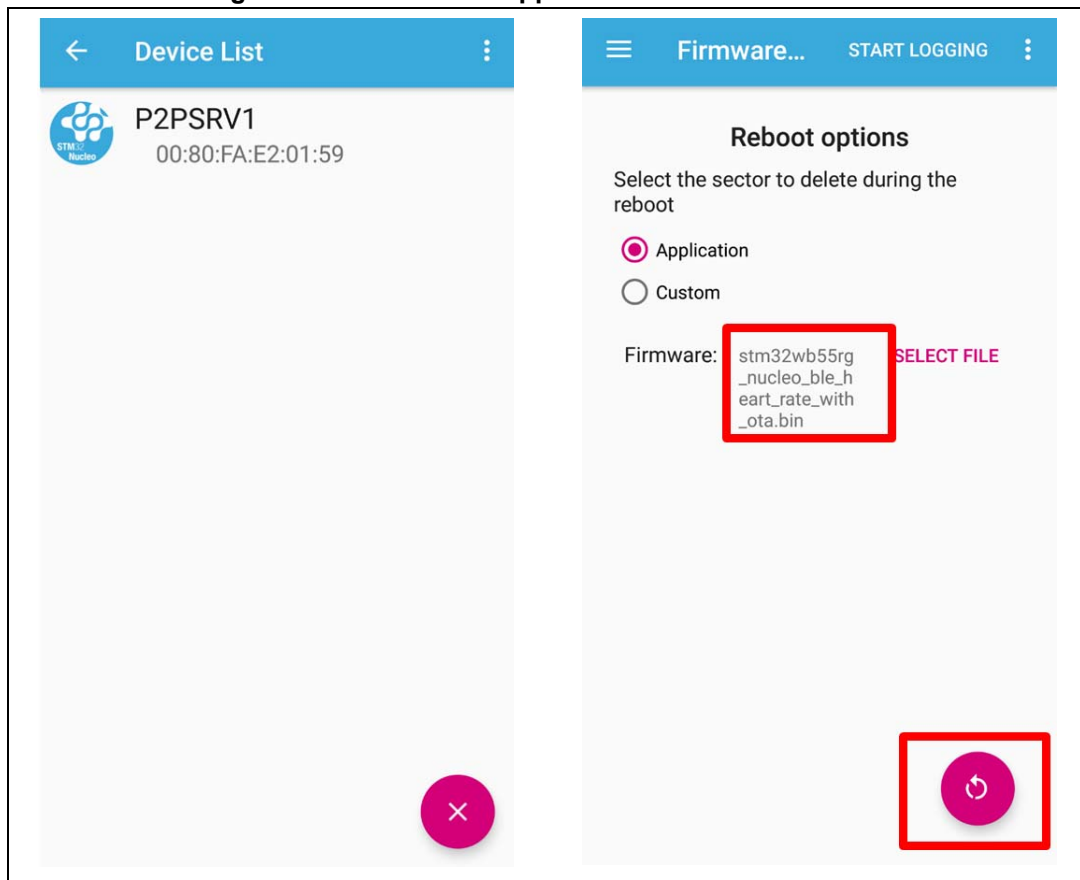 Device List
STM32
Nucleo
P2PSRV1
00:80:FA:E2:01:59
Firmware...
START LOGGING
Reboot options
Select the sector to delete during the
reboot
Application
Custom
Firmware:
stm32wb55rg
_nucleo_ble_h
eart_rate_with
_ota.bin
SELECT FILE